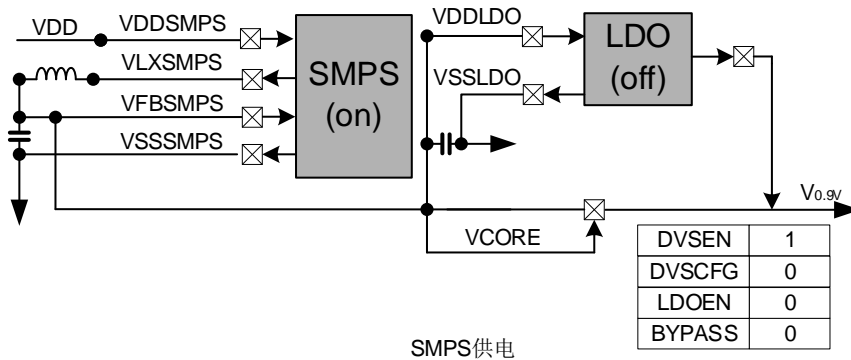 VDD
VDDSMPS
VLXSMPS
VFBSMPS
VSSSMPS
SMPS
(on)
VDDLDO
VSSLDO
LDO
(off)
VCORE
V0.9V
DVSEN 1
DVSCFG 0
LDOEN 0
BYPASS 0
SMPS供电